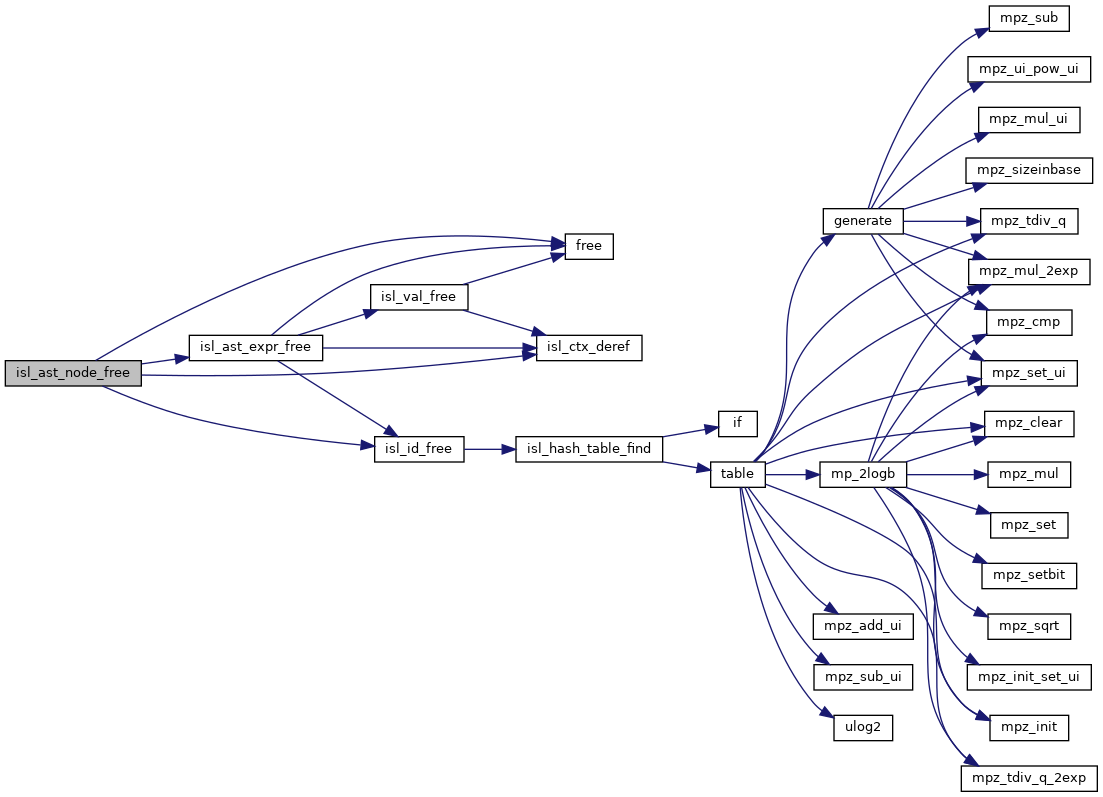 isl_ast_node_free
isl_ast_expr_free
isl_val_free
isl_id_free
free
isl_ctx_deref
isl_hash_table_find
if
table
generate
mp_2logb
mpz_add_ui
mpz_sub_ui
ulog2
mpz_sub
mpz_ui_pow_ui
mpz_mul_ui
mpz_sizeinbase
mpz_tdiv_q
mpz_mul_2exp
mpz_cmp
mpz_set_ui
mpz_clear
mpz_mul
mpz_set
mpz_setbit
mpz_sqrt
mpz_init_set_ui
mpz_init
mpz_tdiv_q_2exp